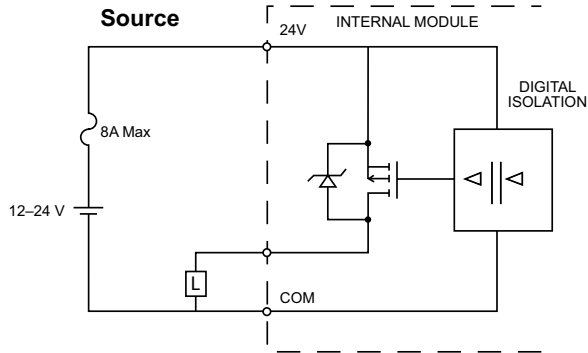 Source
24V
INTERNAL MODULE
DIGITAL
ISOLATION
8A Max
12–24 V
L
COM